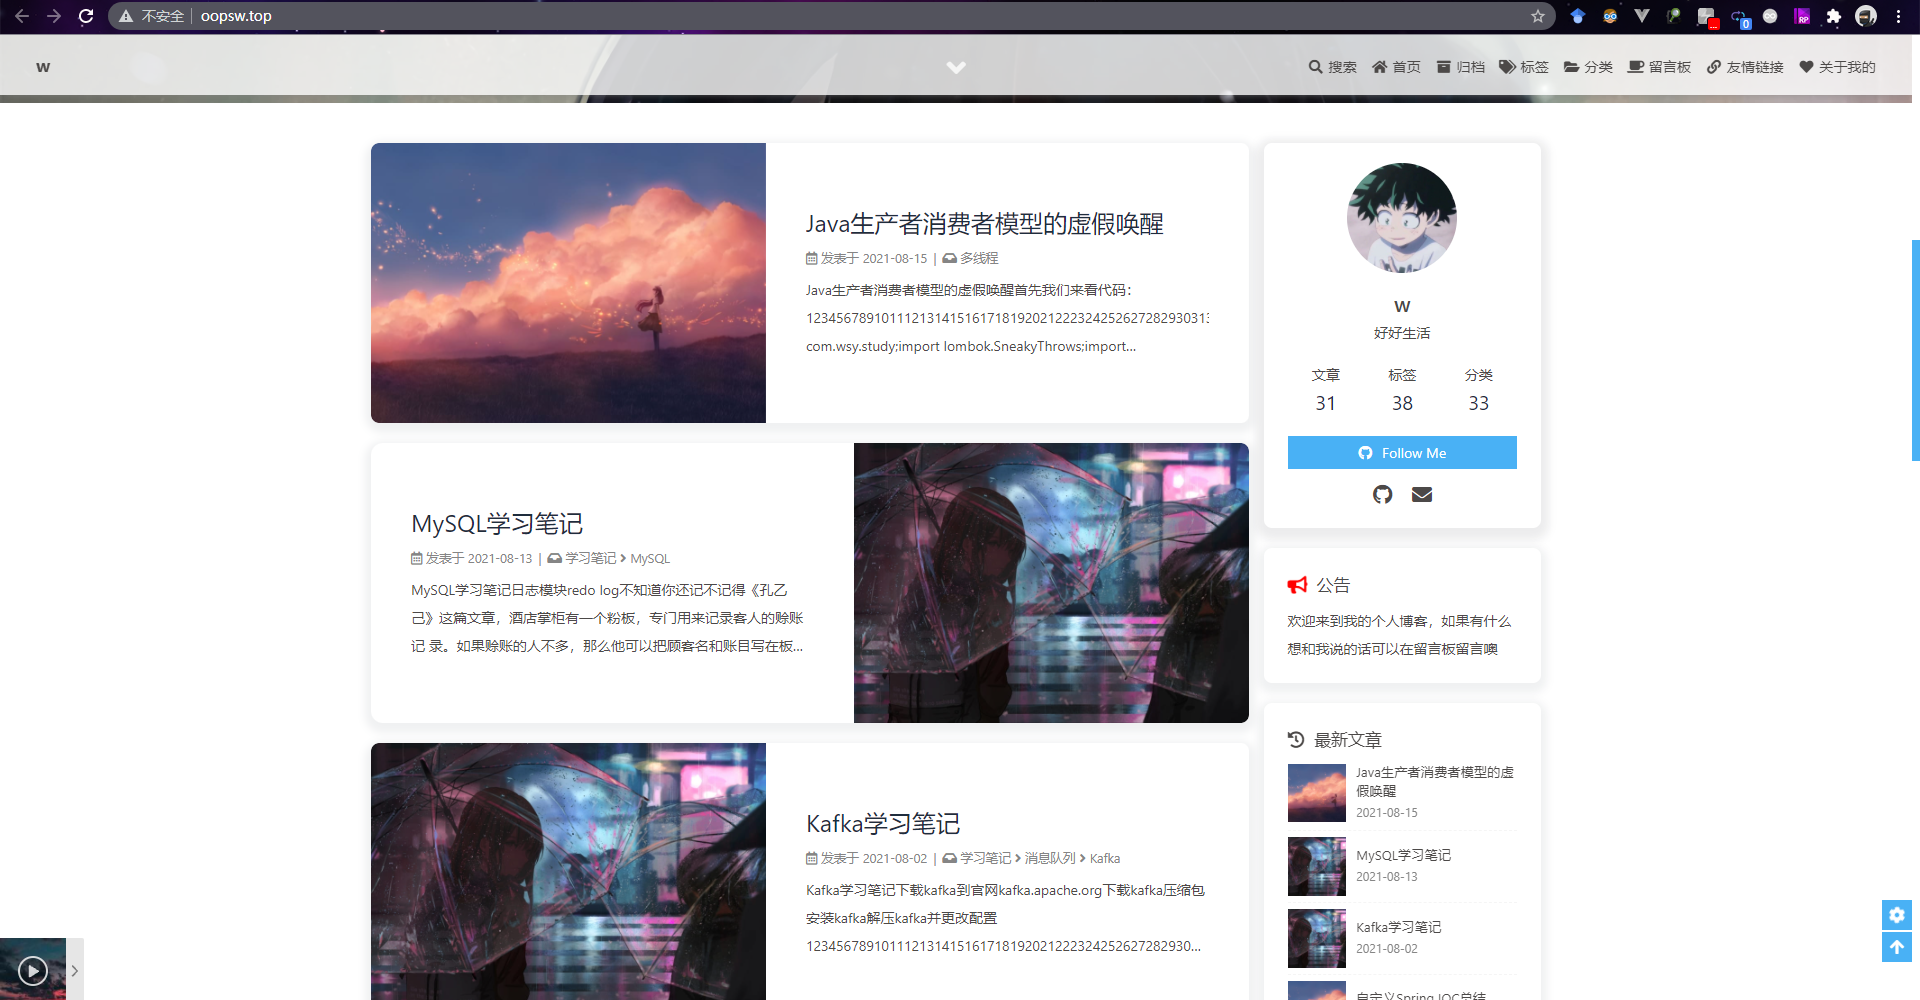 不安全 oopsw.top
0
RP
W
搜索 首页 归档 标签 分类 留言板 友情链接 关于我的
Java生产者消费者模型的虚假唤醒
发表于 2021-08-15 | 多线程
Java生产者消费者模型的虚假唤醒首先我们来看代码：
1234567891011121314151617181920212223242526272829303
com.wsy.study;import lombok.SneakyThrows;import...
MySQL学习笔记
发表于 2021-08-13 | 学习笔记 > MySQL
MySQL学习笔记日志模块redo log不知道你还记不记得《孔乙
己》这篇文章，酒店掌柜有一个粉板，专门用来记录客人的赊账
记 录。如果赊账的人不多，那么他可以把顾客名和账目写在板...
Kafka学习笔记
发表于 2021-08-02 | 学习笔记 > 消息队列 > Kafka
Kafka学习笔记下载kafka到官网kafka.apache.org下载kafka压缩包
安装kafka解压kafka并更改配置
123456789101112131415161718192021222324252627282930...
W
好好生活
文章 标签 分类
31 38 33
Follow Me
公告
欢迎来到我的个人博客，如果有什么
想和我说的话可以在留言板留言噢
最新文章
Java生产者消费者模型的虚
假唤醒
2021-08-15
MySQL学习笔记
2021-08-13
Kafka学习笔记
2021-08-02
自定义Spring IOC总结